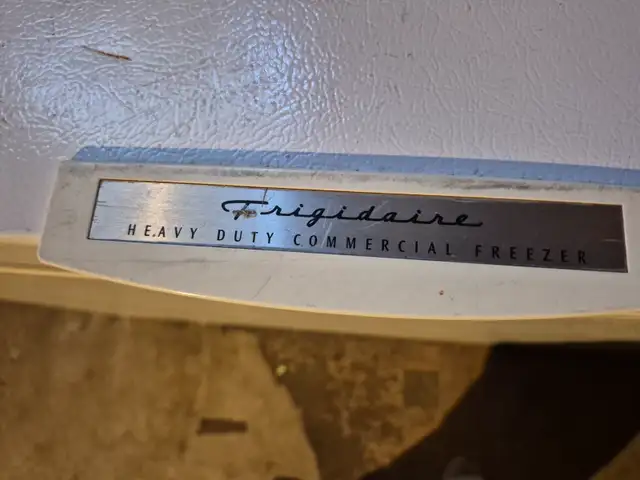 Frigidaire
HEAVY DUTY COMMERCIAL FREEZER